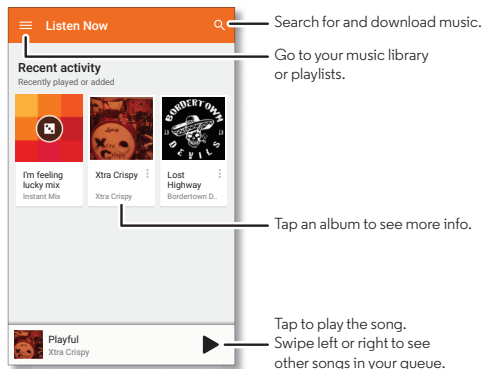 Listen Now
Search for and download music.
Go to your music library
or playlists.
Recent activity
Recently played or added
BORDERTOWN
DEVILS
Xtra
Crispy
I'm feeling
lucky mix
Instant Mix
Xtra Crispy
Xtra Crispy
Lost
Highway
Bordertown D..
Tap an album to see more info.
Playful
Xtra Crispy
Tap to play the song.
Swipe left or right to see
other songs in your queue.